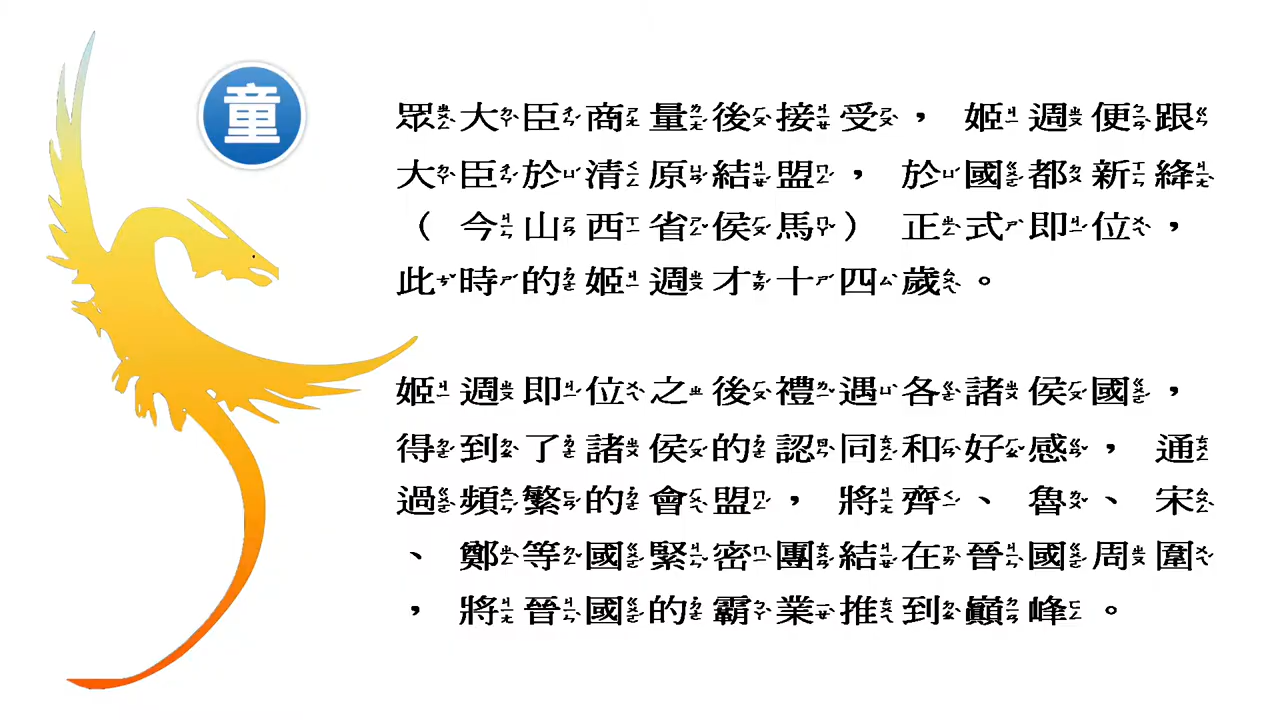 童
眾大臣商量後接受，姬週便跟
大臣於清原結盟，於國都新絳
（今山西省侯馬）正式即位，
此時的姬週才十四歲。
姬週即位之後禮遇各諸侯國，
得到了諸侯的認同和好感，通
過頻繁的會盟，將齊、魯、宋
、鄭等國緊密團結在晉國周圍
，將晉國的霸業推到巔峰。